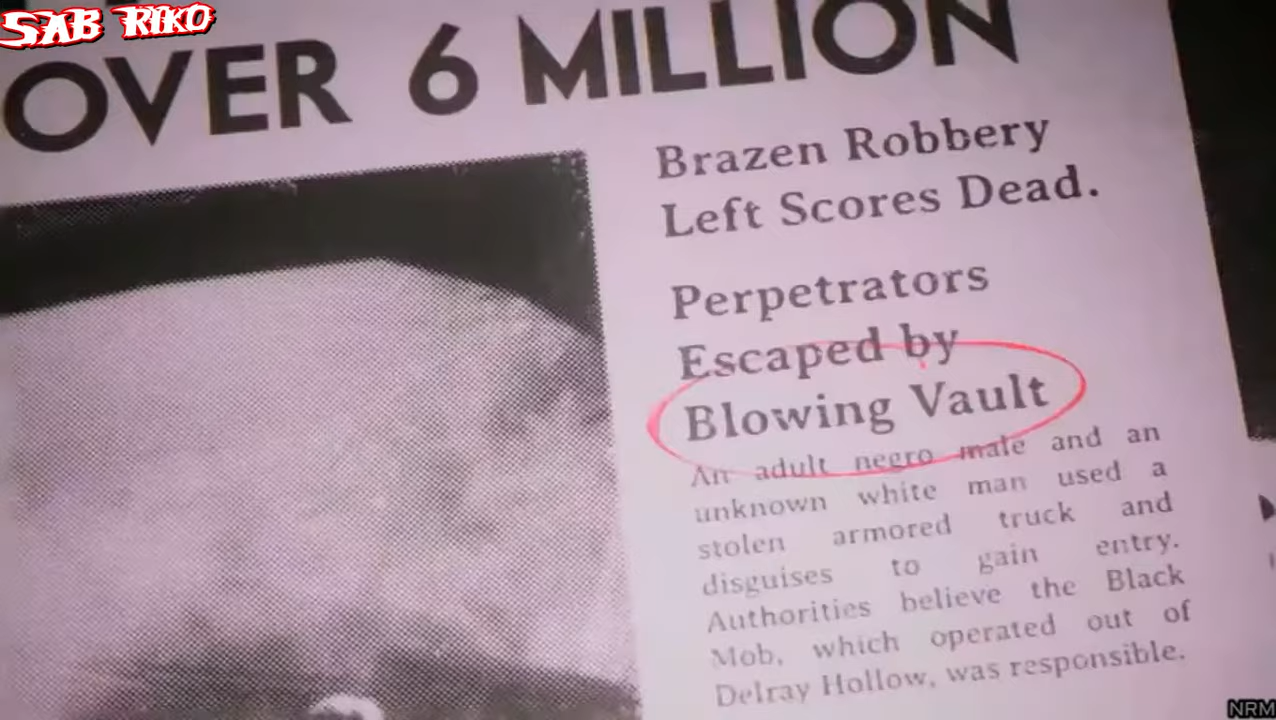 SAB RIKO
OVER 6 MILLION
Brazen Robbery
Left Scores Dead.
Perpetrators
Escaped by
Blowing Vault
An adult negro male and an
unknown white man used a
stolen armored truck and
disguises to gain entry.
Authorities believe the Black
Mob, which operated out of
Delray Hollow, was responsible.
NRM